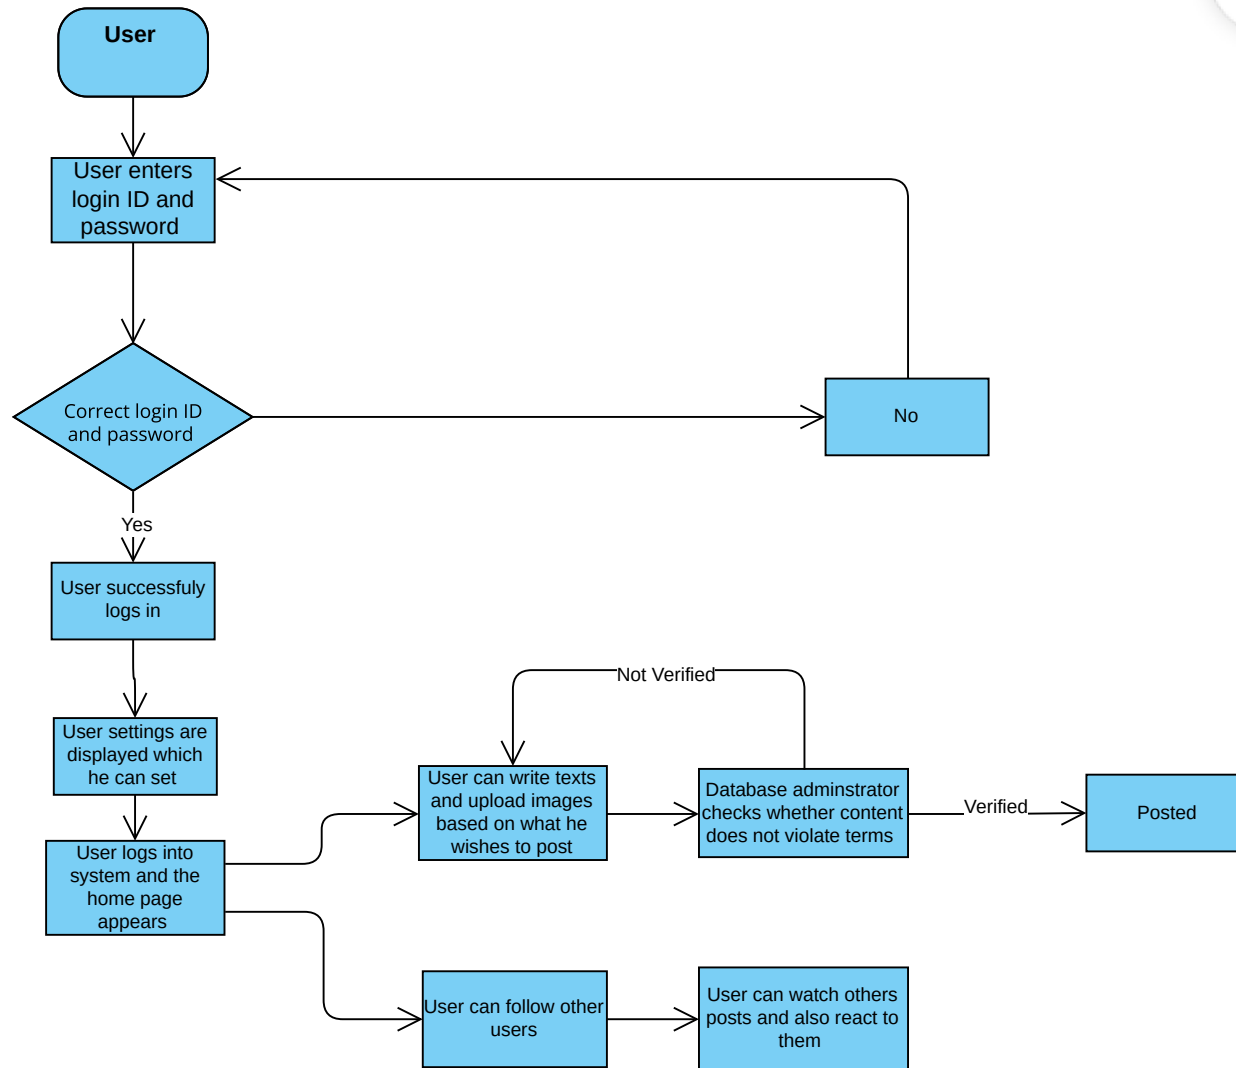 User
User enters
login ID and
password
Correct login ID
and password
No
Yes
User successfuly
logs in
User settings are
displayed which
he can set
User logs into
system and the
home page
appears
Not Verified
User can write texts
and upload images
based on what he
wishes to post
Database adminstrator
checks whether content
does not violate terms
Verified
Posted
User can follow other
users
User can watch others
posts and also react to
them